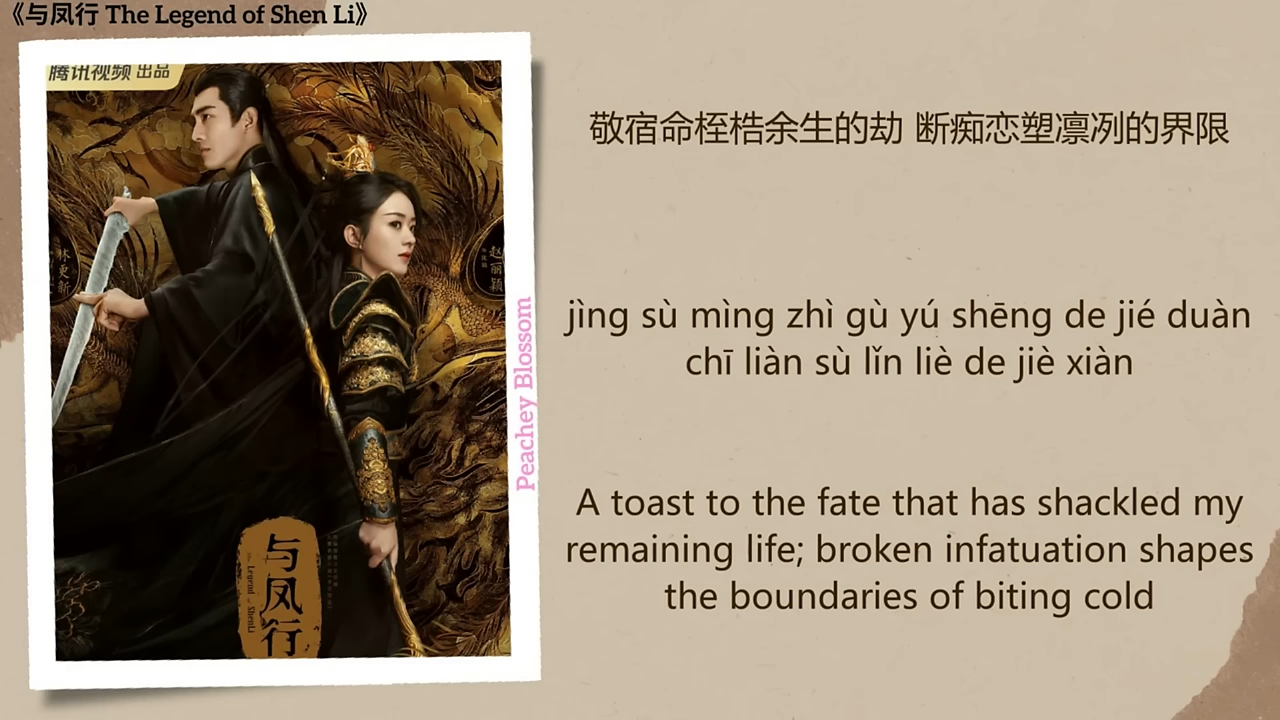 《与凤行 The Legend of Shen Li》
腾讯视频 出品
林更新
赵丽颖
与凤行
The Legend of ShenLi
Peachey Blossom
敬宿命桎梏余生的劫 断痴恋塑凛冽的界限
jìng sù mìng zhì gù yú shēng de jié duàn
chī liàn sù lǐn liè de jiè xiàn
A toast to the fate that has shackled my
remaining life; broken infatuation shapes
the boundaries of biting cold